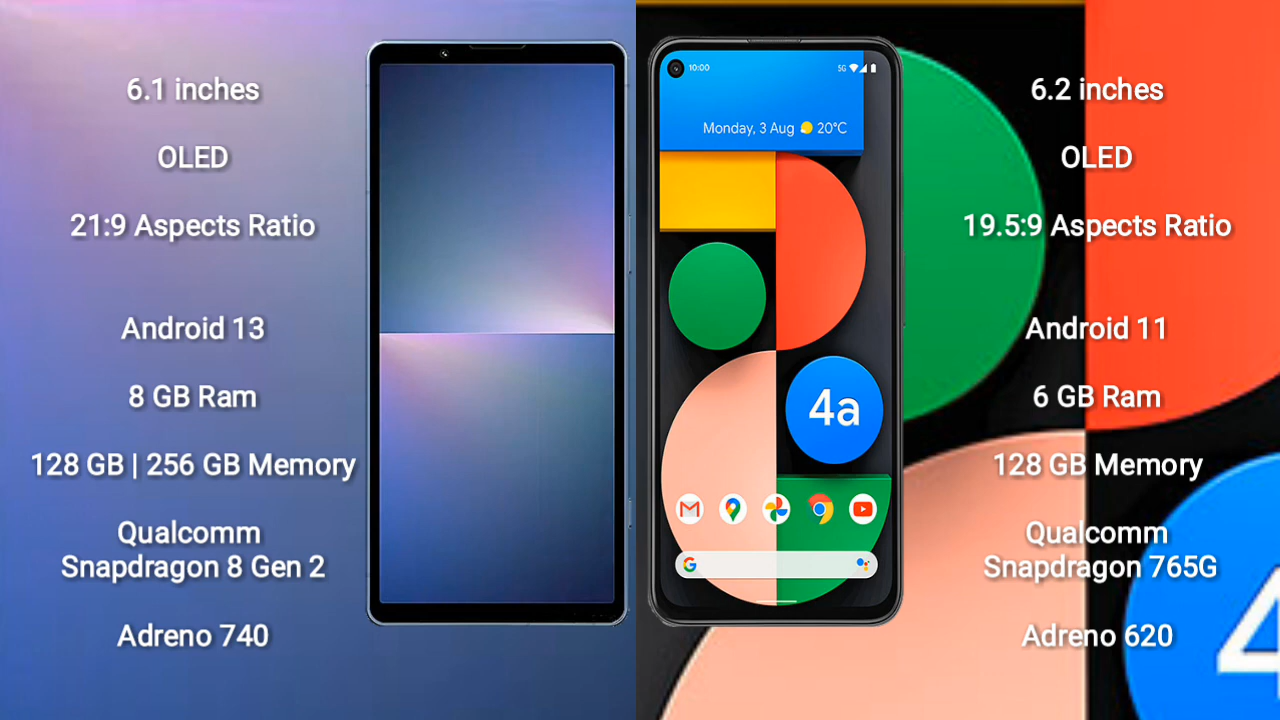 6.1 inches
OLED
21:9 Aspects Ratio
Android 13
8 GB Ram
128 GB | 256 GB Memory
Qualcomm
Snapdragon 8 Gen 2
Adreno 740
10:00
5G
Monday, 3 Aug 20°C
4a
G
6.2 inches
OLED
19.5:9 Aspects Ratio
Android 11
6 GB Ram
128 GB Memory
Qualcomm
Snapdragon 765G
Adreno 620
4